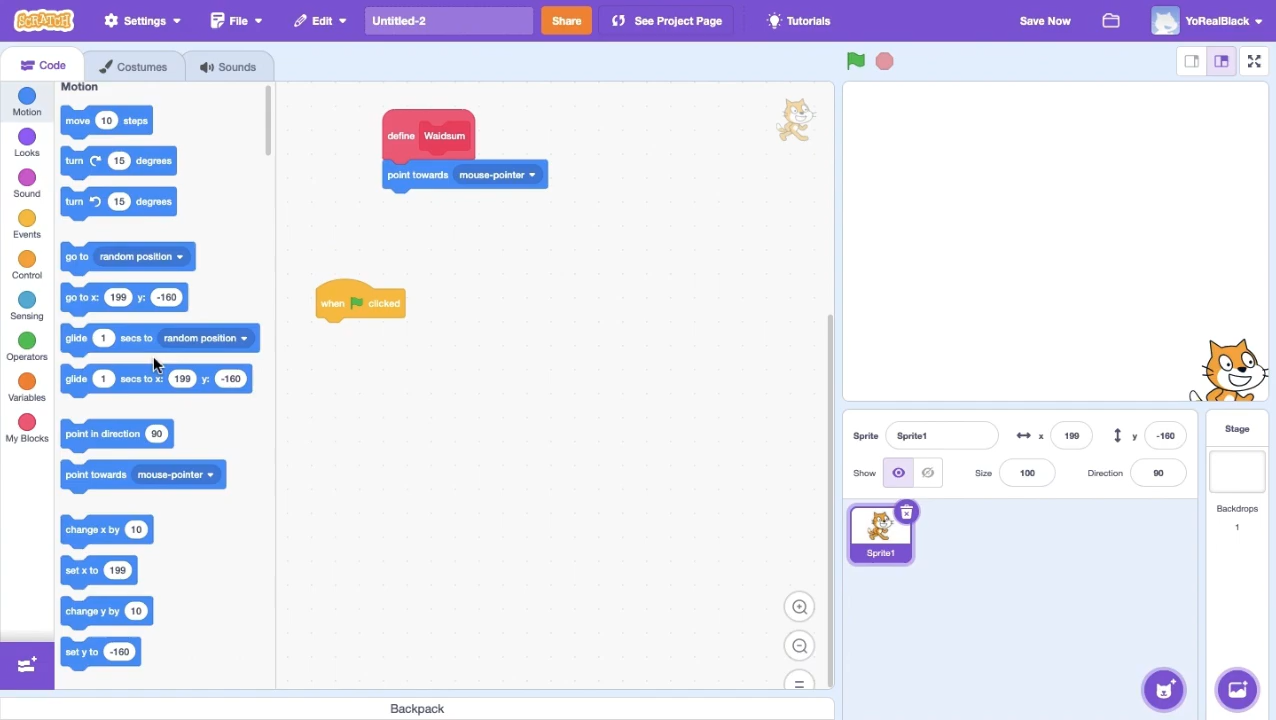 SCRATCH Settings File Edit Untitled-2 Share See Project Page Tutorials Save Now YoRealBlack
Code Costumes Sounds
Motion
Looks
Sound
Events
Control
Sensing
Operators
Variables
My Blocks
Motion
move 10 steps
turn 15 degrees
turn 15 degrees
go to random position
go to x: 199 y: -160
glide 1 secs to random position
glide 1 secs to x: 199 y: -160
point in direction 90
point towards mouse-pointer
change x by 10
set x to 199
change y by 10
set y to -160
define Waidsum
point towards mouse-pointer
when clicked
Backpack
Sprite Sprite1 x 199 y -160
Show Size 100 Direction 90
Sprite1
Stage
Backdrops
1